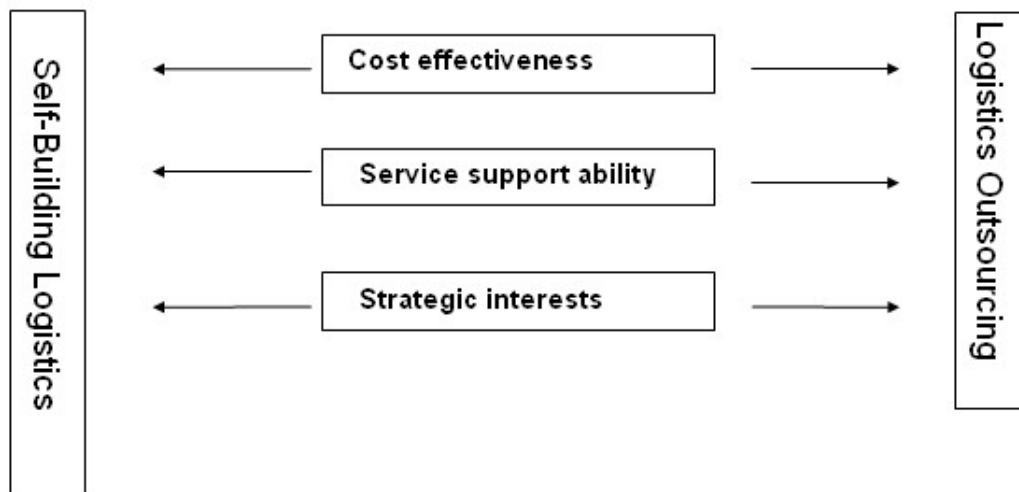 Self-Building Logistics
Cost effectiveness
Service support ability
Strategic interests
Logistics Outsourcing